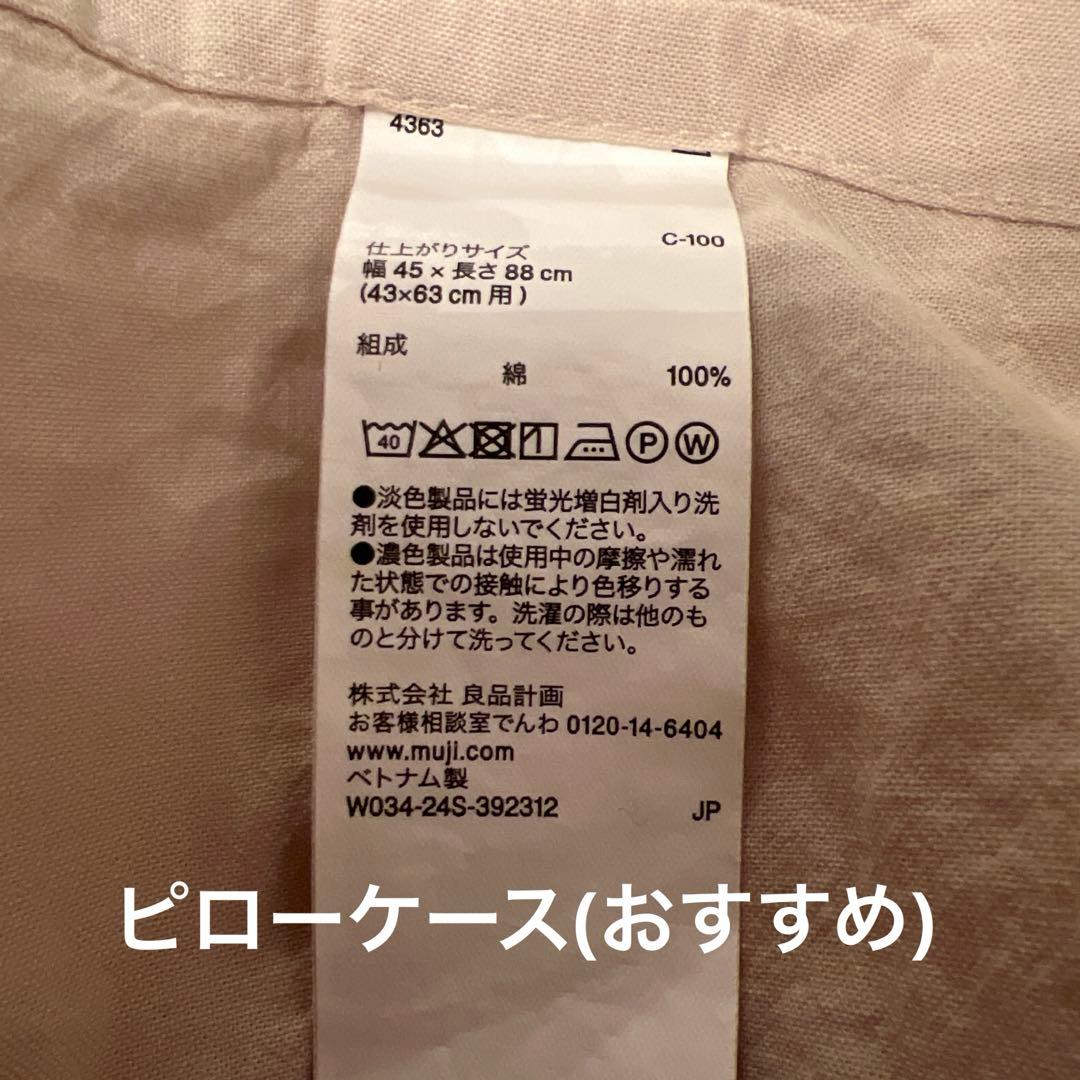 4363
C-100
仕上がりサイズ
幅 45 × 長さ 88 cm
(43×63 cm 用 )
組成
綿 100%
40
P W
●淡色製品には蛍光増白剤入り洗
剤を使用しないでください。
●濃色製品は使用中の摩擦や濡れ
た状態での接触により色移りする
事があります。洗濯の際は他のも
のと分けて洗ってください。
株式会社 良品計画
お客様相談室でんわ 0120-14-6404
www.muji.com
ベトナム製
W034-24S-392312 JP
ピローケース(おすすめ)